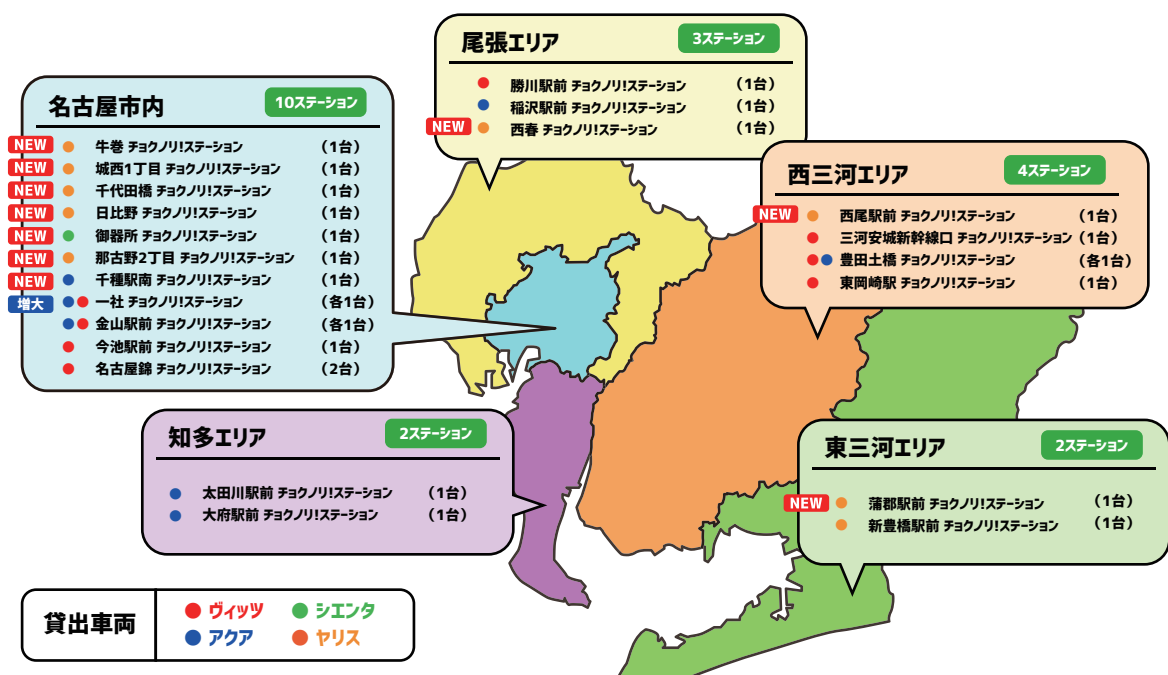 尾張エリア 3ステーション
勝川駅前 チョクノリ!ステーション (1台)
稲沢駅前 チョクノリ!ステーション (1台)
NEW 西春 チョクノリ!ステーション (1台)
名古屋市内 10ステーション
NEW 牛巻 チョクノリ!ステーション (1台)
NEW 城西1丁目 チョクノリ!ステーション (1台)
NEW 千代田橋 チョクノリ!ステーション (1台)
NEW 日比野 チョクノリ!ステーション (1台)
NEW 御器所 チョクノリ!ステーション (1台)
NEW 那古野2丁目 チョクノリ!ステーション (1台)
NEW 千種駅南 チョクノリ!ステーション (1台)
増大 一社 チョクノリ!ステーション (各1台)
金山駅前 チョクノリ!ステーション (各1台)
今池駅前 チョクノリ!ステーション (1台)
名古屋錦 チョクノリ!ステーション (2台)
西三河エリア 4ステーション
NEW 西尾駅前 チョクノリ!ステーション (1台)
三河安城新幹線口 チョクノリ!ステーション (1台)
豊田土橋 チョクノリ!ステーション (各1台)
東岡崎駅 チョクノリ!ステーション (1台)
知多エリア 2ステーション
太田川駅前 チョクノリ!ステーション (1台)
大府駅前 チョクノリ!ステーション (1台)
東三河エリア 2ステーション
NEW 蒲郡駅前 チョクノリ!ステーション (1台)
新豊橋駅前 チョクノリ!ステーション (1台)
貸出車両
ヴィッツ シエンタ
アクア ヤリス